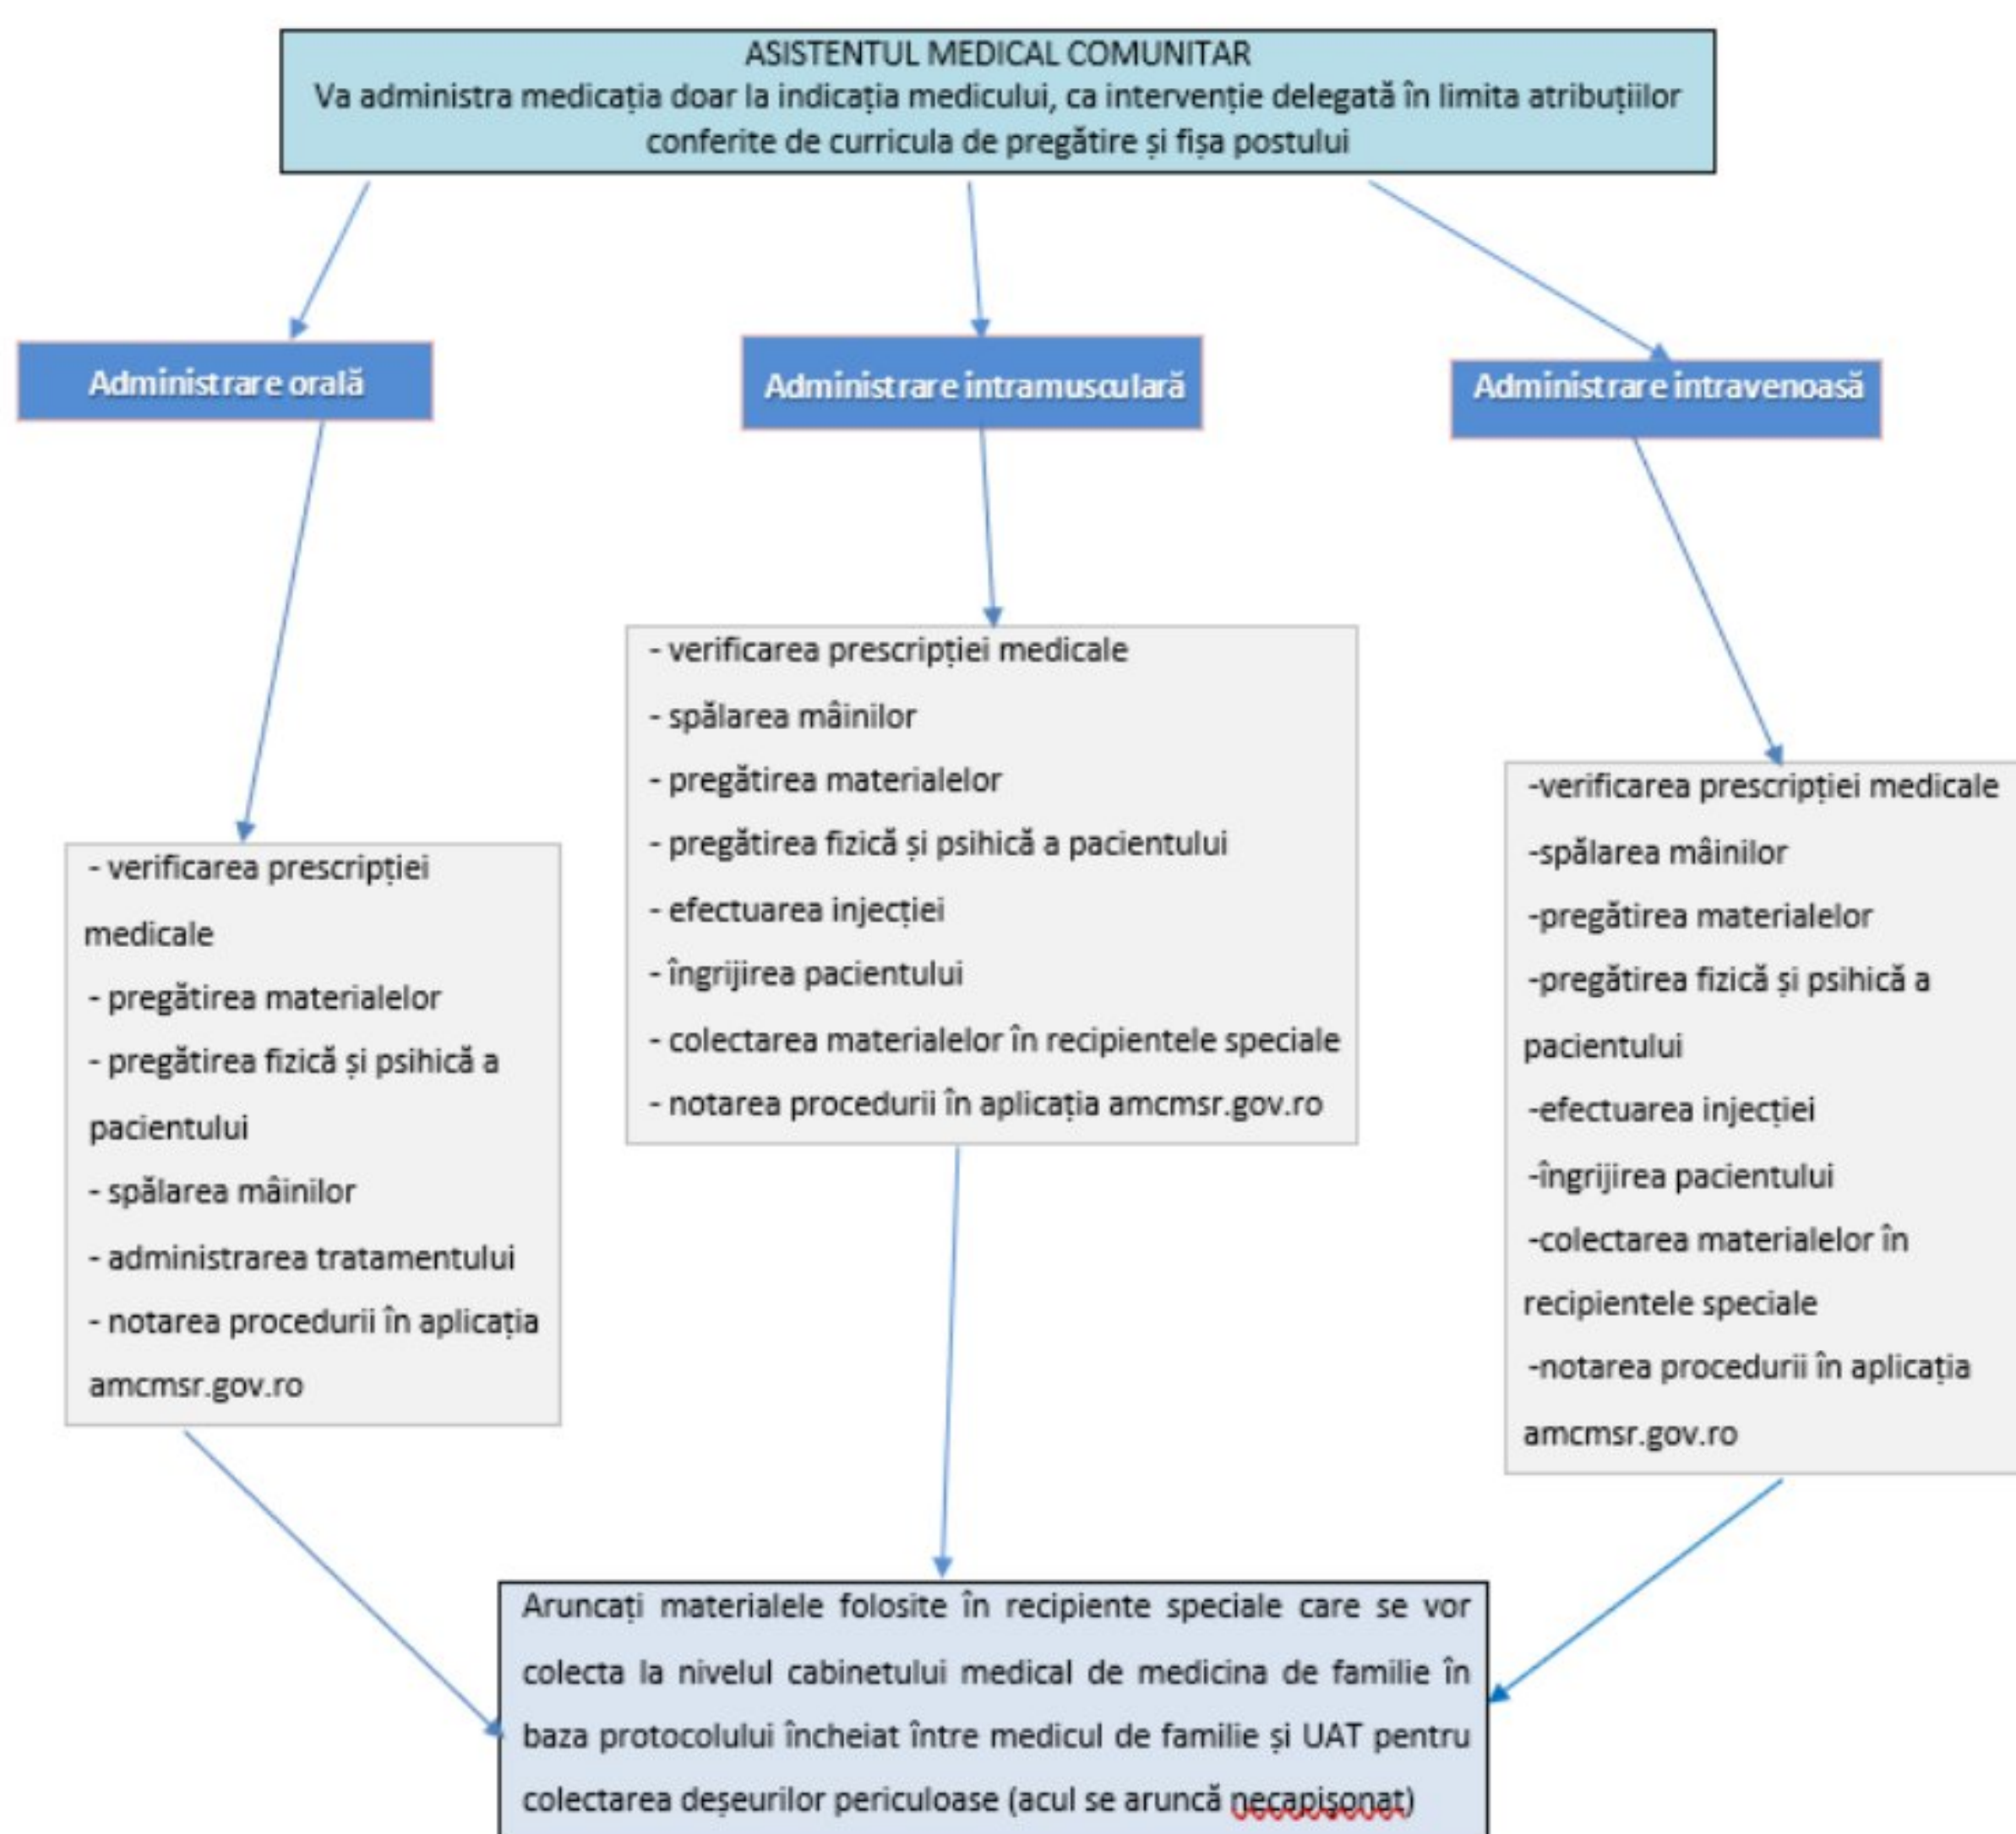 ASISTENTUL MEDICAL COMUNITAR
Va administra medicația doar la indicația medicului, ca intervenție delegată în limita atribuțiilor
conferite de curricula de pregătire și fișa postului
Administrare orală
Administrare intramusculară
Administrare intravenoasă
- verificarea prescripției
medicale
- pregătirea materialelor
- pregătirea fizică și psihică a
pacientului
- spălarea mâinilor
- administrarea tratamentului
- notarea procedurii în aplicația
amcmsr.gov.ro
- verificarea prescripției medicale
- spălarea mâinilor
- pregătirea materialelor
- pregătirea fizică și psihică a pacientului
- efectuarea injecției
- îngrijirea pacientului
- colectarea materialelor în recipientele speciale
- notarea procedurii în aplicația amcmsr.gov.ro
-verificarea prescripției medicale
-spălarea mâinilor
-pregătirea materialelor
-pregătirea fizică și psihică a
pacientului
-efectuarea injecției
-îngrijirea pacientului
-colectarea materialelor în
recipientele speciale
-notarea procedurii în aplicația
amcmsr.gov.ro
Aruncați materialele folosite în recipiente speciale care se vor
colecta la nivelul cabinetului medical de medicina de familie în
baza protocolului încheiat între medicul de familie și UAT pentru
colectarea deșeurilor periculoase (acul se aruncă necapișonat)